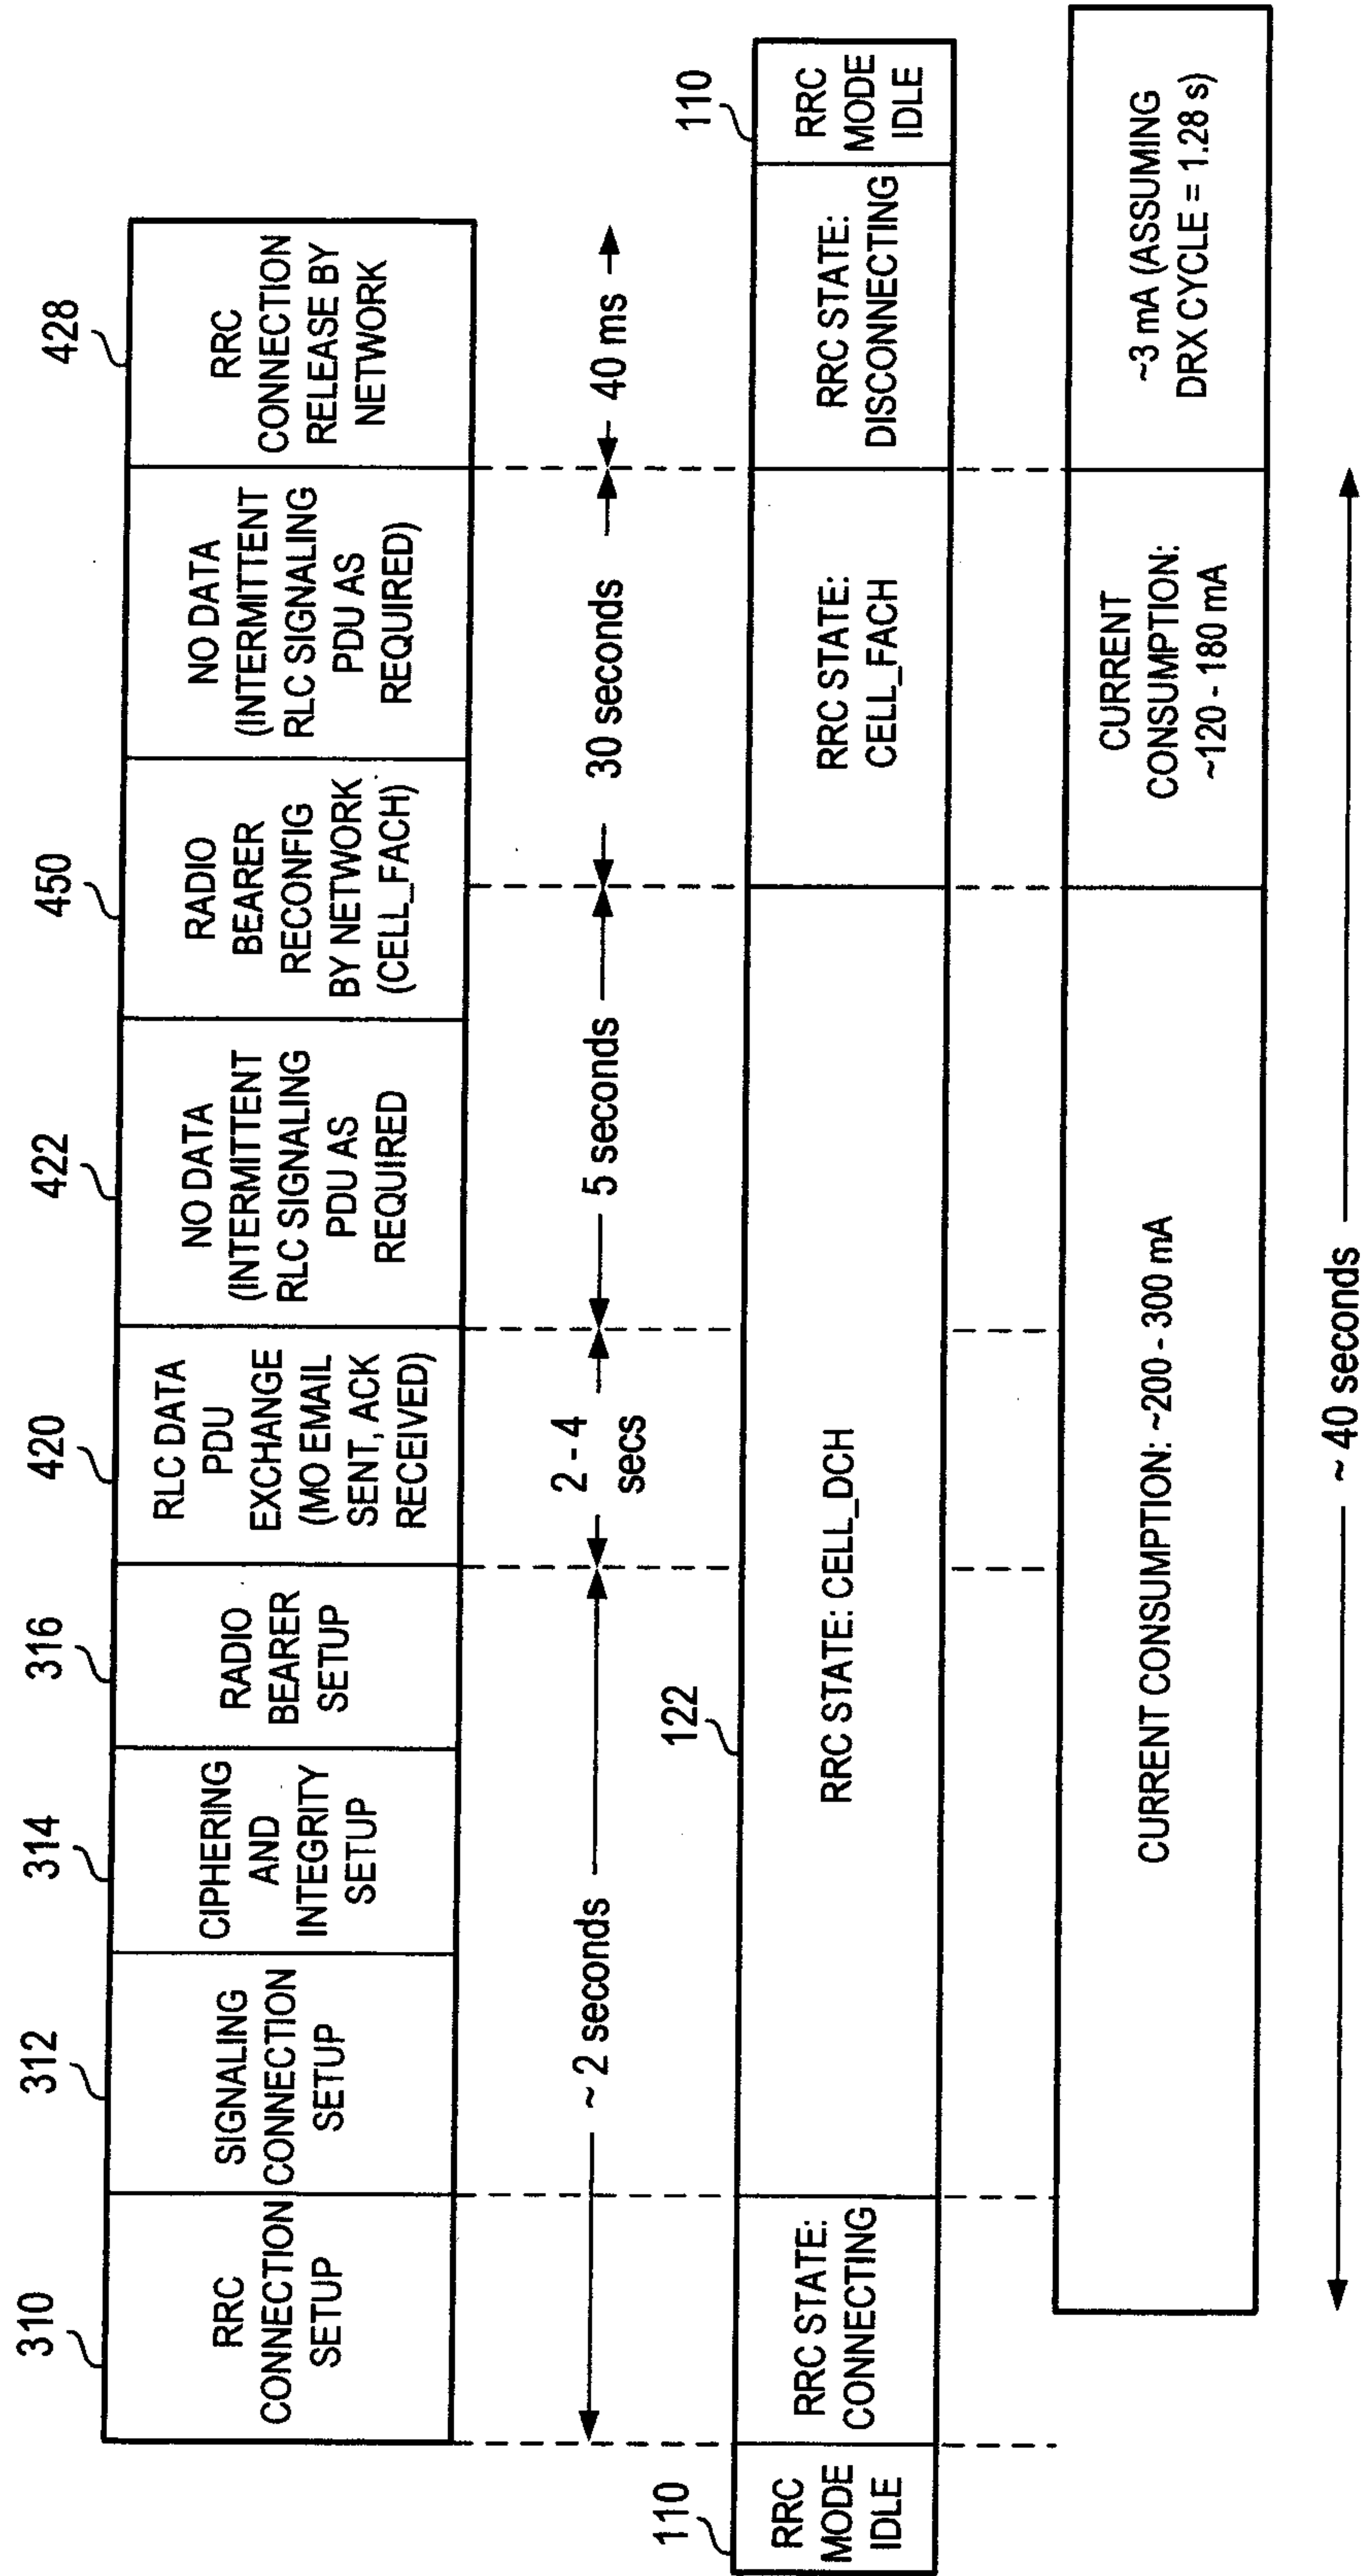 310
312
314
316
420
422
450
428
RRC
CONNECTION
SETUP
SIGNALING
CONNECTION
SETUP
CIPHERING
AND
INTEGRITY
SETUP
RADIO
BEARER
SETUP
RLC DATA
PDU
EXCHANGE
(MO EMAIL
SENT, ACK
RECEIVED)
NO DATA
(INTERMITTENT
RLC SIGNALING
PDU AS
REQUIRED
RADIO
BEARER
RECONFIG
BY NETWORK
(CELL_FACH)
NO DATA
(INTERMITTENT
RLC SIGNALING
PDU AS
REQUIRED)
RRC
CONNECTION
RELEASE BY
NETWORK
~ 2 seconds
2 - 4
secs
5 seconds
30 seconds
40 ms
110
122
110
RRC
MODE
IDLE
RRC STATE:
CONNECTING
RRC STATE: CELL_DCH
RRC STATE:
CELL_FACH
RRC STATE:
DISCONNECTING
RRC
MODE
IDLE
CURRENT CONSUMPTION: ~200 - 300 mA
CURRENT
CONSUMPTION:
~120 - 180 mA
~3 mA (ASSUMING
DRX CYCLE = 1.28 s)
~ 40 seconds